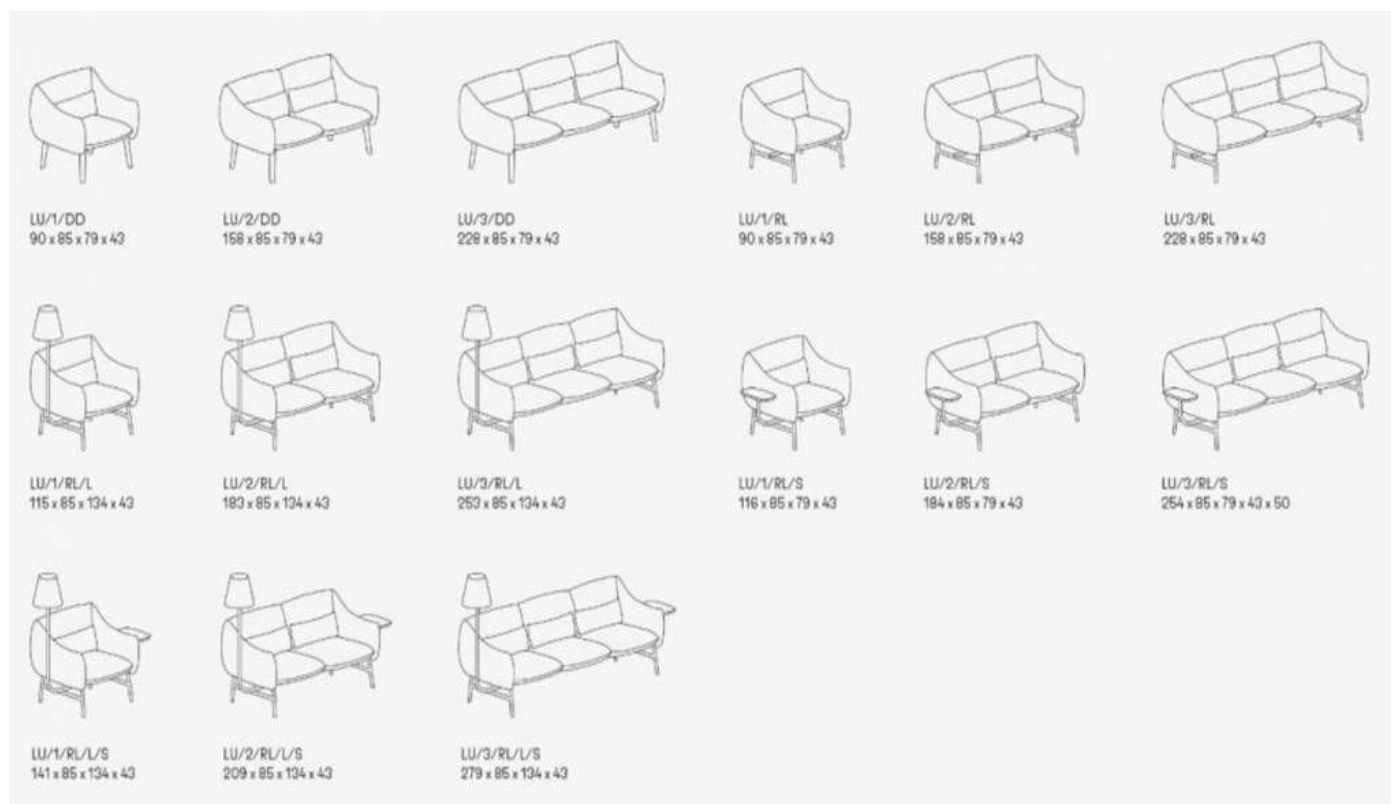 LU/1/DD
90 x 85 x 79 x 43
LU/2/DD
158 x 85 x 79 x 43
LU/3/DD
228 x 85 x 79 x 43
LU/1/RL
90 x 85 x 79 x 43
LU/2/RL
158 x 85 x 79 x 43
LU/3/RL
228 x 85 x 79 x 43
LU/1/RL/L
115 x 85 x 134 x 43
LU/2/RL/L
183 x 85 x 134 x 43
LU/3/RL/L
253 x 85 x 134 x 43
LU/1/RL/S
116 x 85 x 79 x 43
LU/2/RL/S
184 x 85 x 79 x 43
LU/3/RL/S
254 x 85 x 79 x 43 x 50
LU/1/RL/L/S
141 x 85 x 134 x 43
LU/2/RL/L/S
209 x 85 x 134 x 43
LU/3/RL/L/S
279 x 85 x 134 x 43